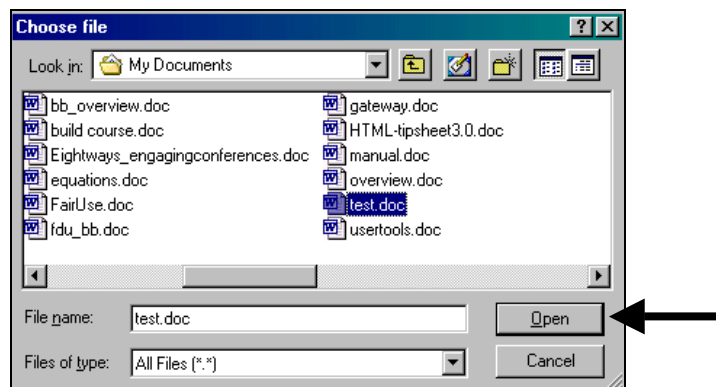 Choose file
Look in: My Documents
bb_overview.doc
build course.doc
Eightways_engagingconferences.doc
equations.doc
FairUse.doc
fdu_bb.doc
gateway.doc
HTML-tipsheet3.0.doc
manual.doc
overview.doc
test.doc
usertools.doc
File name: test.doc Open
Files of type: All Files (*.*) Cancel